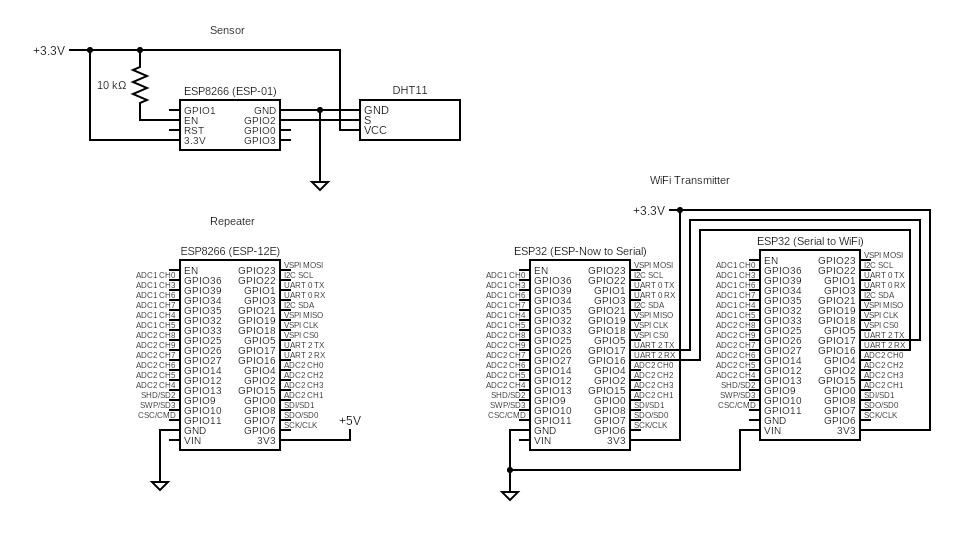 Sensor
+3.3V
10 kΩ
ESP8266 (ESP-01)
GPIO1 GND
EN GPIO2
RST GPIO0
3.3V GPIO3
DHT11
GND
S
VCC
Repeater
ESP8266 (ESP-12E)
EN GPIO23 VSPI MOSI
ADC1 CH0 GPIO36 GPIO22 I2C SCL
ADC1 CH3 GPIO39 GPIO1 UART 0 TX
ADC1 CH6 GPIO34 GPIO3 UART 0 RX
ADC1 CH7 GPIO35 GPIO21 I2C SDA
ADC1 CH4 GPIO32 GPIO19 VSPI MISO
ADC1 CH5 GPIO33 GPIO18 VSPI CLK
ADC2 CH8 GPIO25 GPIO5 VSPI CS0
ADC2 CH9 GPIO26 GPIO17 UART 2 TX
ADC2 CH7 GPIO27 GPIO16 UART 2 RX
ADC2 CH6 GPIO14 GPIO4 ADC2 CH0
ADC2 CH5 GPIO12 GPIO2 ADC2 CH2
ADC2 CH4 GPIO13 GPIO15 ADC2 CH3
SHD/SD2 GPIO9 GPIO0 ADC2 CH1
SWP/SD3 GPIO10 GPIO8 SDI/SD1
CSC/CMD GPIO11 GPIO7 SDO/SD0
GND GPIO6 SCK/CLK
VIN 3V3
+5V
WiFi Transmitter
+3.3V
ESP32 (ESP-Now to Serial)
EN GPIO23 VSPI MOSI
ADC1 CH0 GPIO36 GPIO22 I2C SCL
ADC1 CH3 GPIO39 GPIO1 UART 0 TX
ADC1 CH6 GPIO34 GPIO3 UART 0 RX
ADC1 CH7 GPIO35 GPIO21 I2C SDA
ADC1 CH4 GPIO32 GPIO19 VSPI MISO
ADC1 CH5 GPIO33 GPIO18 VSPI CLK
ADC2 CH8 GPIO25 GPIO5 VSPI CS0
ADC2 CH9 GPIO26 GPIO17 UART 2 TX
ADC2 CH7 GPIO27 GPIO16 UART 2 RX
ADC2 CH6 GPIO14 GPIO4 ADC2 CH0
ADC2 CH5 GPIO12 GPIO2 ADC2 CH2
ADC2 CH4 GPIO13 GPIO15 ADC2 CH3
SHD/SD2 GPIO9 GPIO0 ADC2 CH1
SWP/SD3 GPIO10 GPIO8 SDI/SD1
CSC/CMD GPIO11 GPIO7 SDO/SD0
GND GPIO6 SCK/CLK
VIN 3V3
ESP32 (Serial to WiFi)
EN GPIO23 VSPI MOSI
ADC1 CH0 GPIO36 GPIO22 I2C SCL
ADC1 CH3 GPIO39 GPIO1 UART 0 TX
ADC1 CH6 GPIO34 GPIO3 UART 0 RX
ADC1 CH7 GPIO35 GPIO21 I2C SDA
ADC1 CH4 GPIO32 GPIO19 VSPI MISO
ADC1 CH5 GPIO33 GPIO18 VSPI CLK
ADC2 CH8 GPIO25 GPIO5 VSPI CS0
ADC2 CH9 GPIO26 GPIO17 UART 2 TX
ADC2 CH7 GPIO27 GPIO16 UART 2 RX
ADC2 CH6 GPIO14 GPIO4 ADC2 CH0
ADC2 CH5 GPIO12 GPIO2 ADC2 CH2
ADC2 CH4 GPIO13 GPIO15 ADC2 CH3
SHD/SD2 GPIO9 GPIO0 ADC2 CH1
SWP/SD3 GPIO10 GPIO8 SDI/SD1
CSC/CMD GPIO11 GPIO7 SDO/SD0
GND GPIO6 SCK/CLK
VIN 3V3